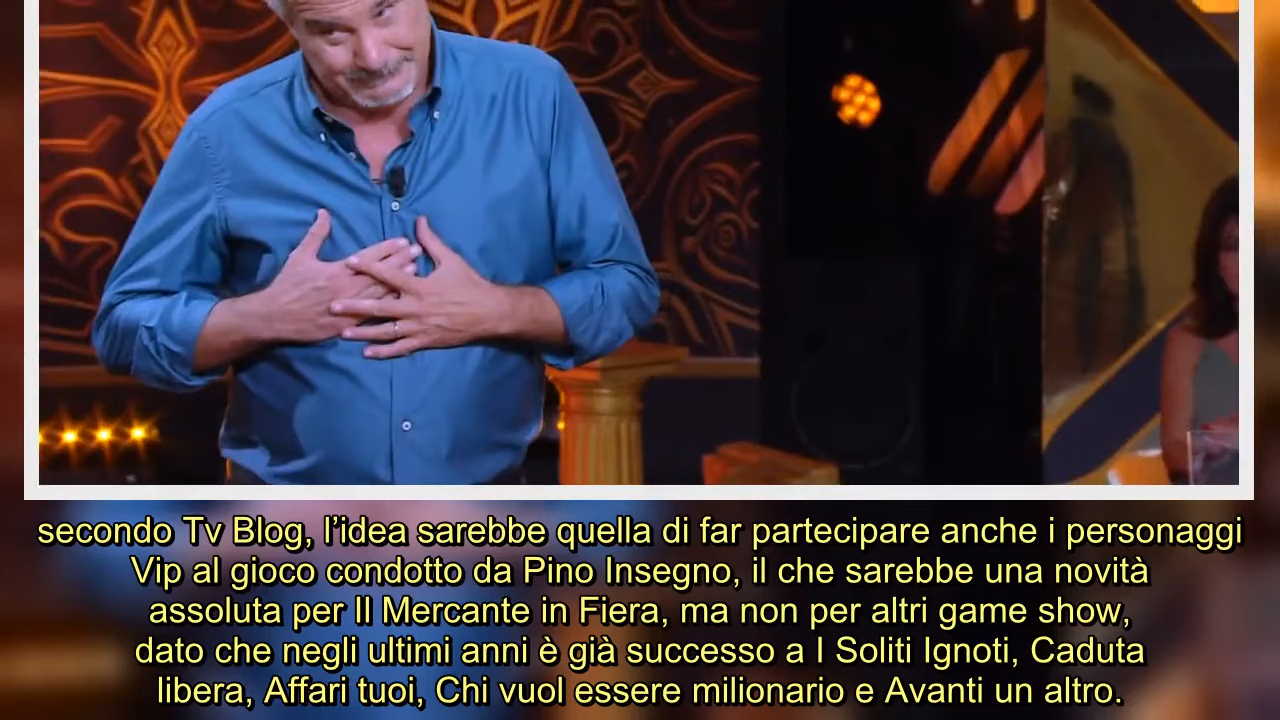 secondo Tv Blog, l’idea sarebbe quella di far partecipare anche i personaggi
Vip al gioco condotto da Pino Insegno, il che sarebbe una novità
assoluta per Il Mercante in Fiera, ma non per altri game show,
dato che negli ultimi anni è già successo a I Soliti Ignoti, Caduta
libera, Affari tuoi, Chi vuol essere milionario e Avanti un altro.